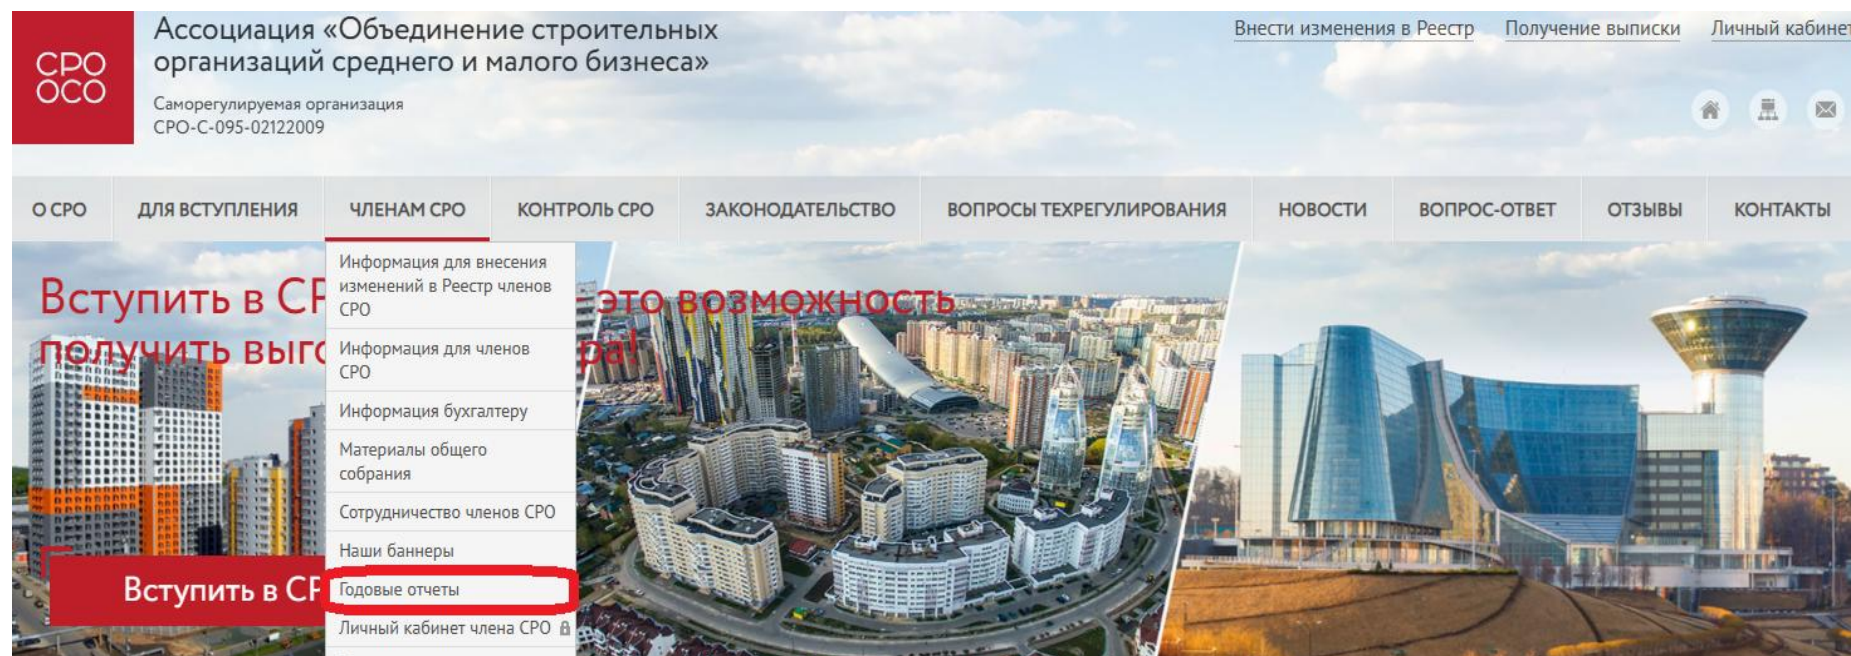 СРО
ОСО
Ассоциация «Объединение строительных
организаций среднего и малого бизнеса»
Саморегулируемая организация
СРО-С-095-02122009
Внести изменения в Реестр
Получение выписки
Личный кабинет
О СРО
ДЛЯ ВСТУПЛЕНИЯ
ЧЛЕНАМ СРО
КОНТРОЛЬ СРО
ЗАКОНОДАТЕЛЬСТВО
ВОПРОСЫ ТЕХРЕГУЛИРОВАНИЯ
НОВОСТИ
ВОПРОС-ОТВЕТ
ОТЗЫВЫ
КОНТАКТЫ
Вступить в СР это возможность
получить выго ра!
Вступить в СР
Информация для внесения
изменений в Реестр членов
СРО
Информация для членов
СРО
Информация бухгалтеру
Материалы общего
собрания
Сотрудничество членов СРО
Наши баннеры
Годовые отчеты
Личный кабинет члена СРО